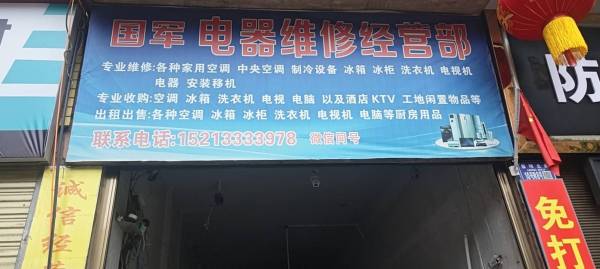 国军 电器维修经营部
专业维修:各种家用空调 中央空调 制冷设备 冰箱 冰柜 洗衣机 电视机
电器 安装移机
专业收购:空调 冰箱 洗衣机 电视 电脑 以及酒店KTV 工地闲置物品等
出租出售:各种空调 冰箱 冰柜 洗衣机 电视机 电脑等厨房用品
联系电话:15213333978 微信同号
诚信经
防
免打